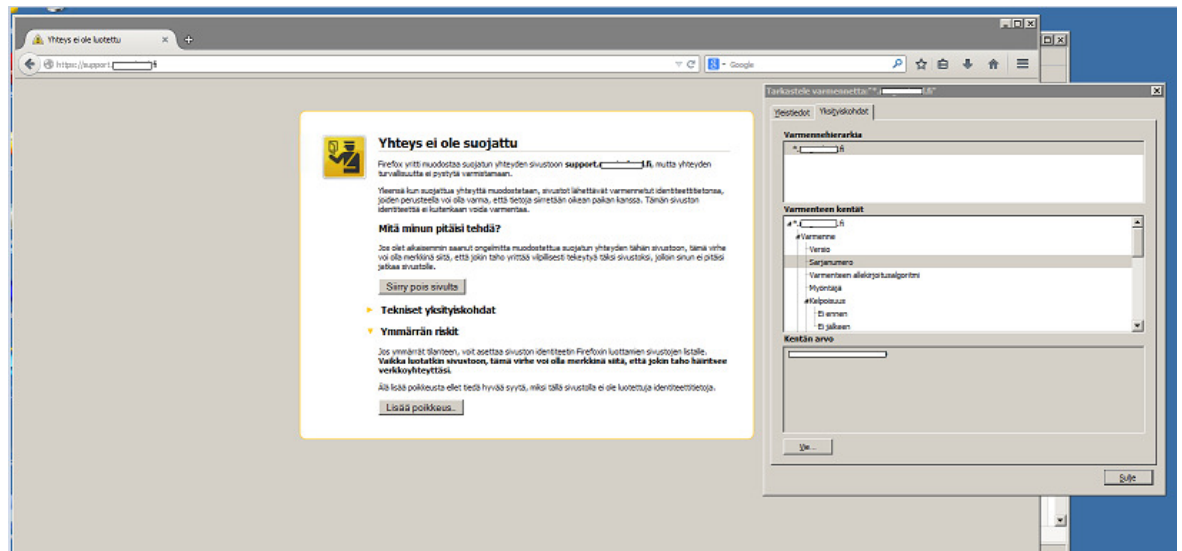 Yhteys ei ole luotettu
https://support. fi
Google
Yhteys ei ole suojattu
Firefox yritti muodostaa suojatun yhteyden sivustoon support. .fi, mutta yhteyden
turvallisuutta ei pystytä varmistamaan.
Yleensä kun suojattua yhteyttä muodostetaan, sivustot lähettävät varmennetut identiteettitietonsa,
joiden perusteella voi olla varma, että tietoja siirretään oikean paikan kanssa. Tämän sivuston
identiteettiä ei kuitenkaan voida varmentaa.
Mitä minun pitäisi tehdä?
Jos olet aikaisemmin saanut ongelmitta muodostettua suojatun yhteyden tähän sivustoon, tämä virhe
voi olla merkkinä siitä, että jokin taho yrittää vilpillisesti tekeytyä täksi sivustoksi, jolloin sinun ei pitäisi
jatkaa sivustolle.
Siirry pois sivulta
Tekniset yksityiskohdat
Ymmärrän riskit
Jos ymmärrät tilanteen, voit asettaa sivuston identiteetin Firefoxin luottamien sivustojen listalle.
Vaikka luotatkin sivustoon, tämä virhe voi olla merkkinä siitä, että jokin taho häiritsee
verkkoyhteyttäsi.
Älä lisää poikkeusta ellet tiedä hyvää syytä, miksi tällä sivustolla ei ole luotettuja identiteettitietoja.
Lisää poikkeus..
Tarkastele varmennetta:"*. .fi"
Yleistiedot Yksityiskohdat
Varmennehierarkia
*. .fi
Varmenteen kentät
*. .fi
Varmenne
Versio
Sarjanumero
Varmenteen allekirjoitusalgoritmi
Myöntäjä
Kelpoisuus
Ei ennen
Ei jälkeen
Kentän arvo
Vie...
Sulje